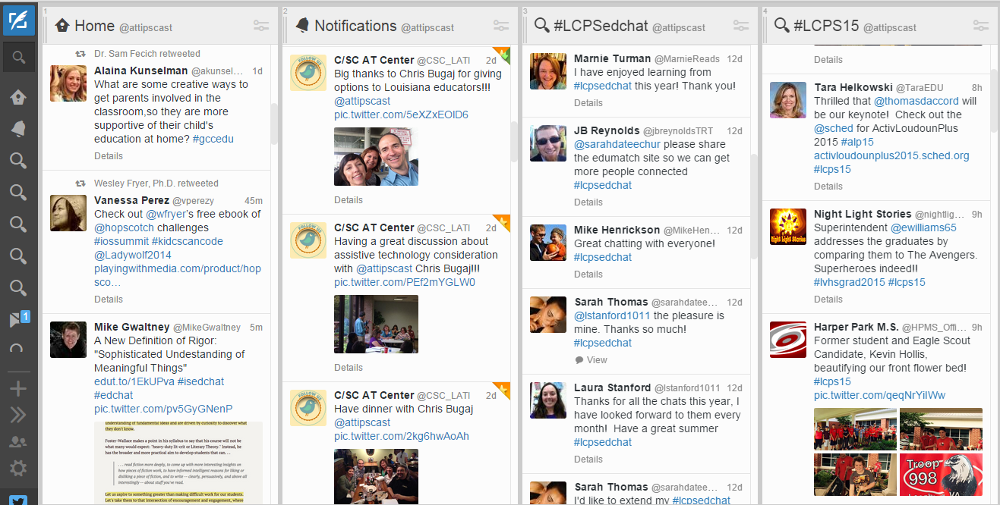 1
Home @attipscast
Dr. Sam Fecich retweeted
Alaina Kunselman @akunsel... 1d
What are some creative ways to
get parents involved in the
classroom,so they are more
supportive of their child's
education at home? #gccedu
Details
Wesley Fryer, Ph.D. retweeted
Vanessa Perez @vperezy 45m
Check out @wfryer's free ebook of
@hopscotch challenges
#iossummit #kidcscancode
@Ladywolf2014
playingwithmedia.com/product/hop
sco...
Details
Mike Gwaltney @MikeGwaltney 5m
A New Definition of Rigor:
"Sophisticated Undestanding of
Meaningful Things"
edut.to/1EkUPva #isedchat
#edchat
pic.twitter.com/pv5GyGNenP
understanding of fundamental ideas and are driven by curiosity to discover what
they don't know.
Foster-Wallace makes a point in his syllabus to say that his course will not be
what many would expect: "heavy-duty lit-crit or Literary Theory." Instead, he
has the broader and more practical aim to develop students that can. . .
. . . read fiction more deeply, to come up with more interesting insights on
how pieces of fiction work, to have informed intelligent reasons for liking or
disliking a piece of fiction, and to write -- clearly, persuasively, and above all
interestingly -- about stuff you've read.
Let us aspire to something greater than making difficult work for our students.
Let's take them to that intersection of encouragement and engagement, where
1
2
Notifications @attipscast
FOLLOW US
C/SC AT Center @CSC_LATI 2d
Big thanks to Chris Bugaj for giving
options to Louisiana educators!!!
@attipscast
pic.twitter.com/5eXZxEOlD6
Details
FOLLOW US
C/SC AT Center @CSC_LATI 2d
Having a great discussion about
assistive technology consideration
with @attipscast Chris Bugaj!!!
pic.twitter.com/PEf2mYGLW0
Details
FOLLOW US
C/SC AT Center @CSC_LATI 2d
Have dinner with Chris Bugaj
@attipscast
pic.twitter.com/2kg6hwAoAh
3
#LCPSedchat @attipscast
Marnie Turman @MarnieReads 12d
I have enjoyed learning from
#lcpsedchat this year! Thank you!
Details
JB Reynolds @jbreynoldsTRT 12d
@sarahdateechur please share
the edumatch site so we can get
more people connected
#lcpsedchat
Details
Mike Henrickson @MikeHen... 12d
Great chatting with everyone!
#lcpsedchat
Details
Sarah Thomas @sarahdatee... 12d
@lstanford1011 the pleasure is
mine. Thanks so much!
#lcpsedchat
View
Laura Stanford @lstanford1011 12d
Thanks for all the chats this year, I
have looked forward to them every
month! Have a great summer
#lcpsedchat
Details
Sarah Thomas @sarahdatee... 12d
I'd like to extend my #lcpsedchat
4
#LCPS15 @attipscast
Details
Tara Helkowski @TaraEDU 8h
Thrilled that @thomasdaccord will
be our keynote! Check out the
@sched for ActivLoudounPlus
2015 #alp15
activloudounplus2015.sched.org
#lcps15
Details
Night Light Stories
Night Light Stories @nightlig... 9h
Superintendent @ewilliams65
addresses the graduates by
comparing them to The Avengers.
Superheroes indeed!!
#lvhsgrad2015 #lcps15
Details
Harper Park M.S. @HPMS_Offi... 9h
Former student and Eagle Scout
Candidate, Kevin Hollis,
beautifying our front flower bed!
#lcps15
pic.twitter.com/qeqNrYiIWw
Troop
998